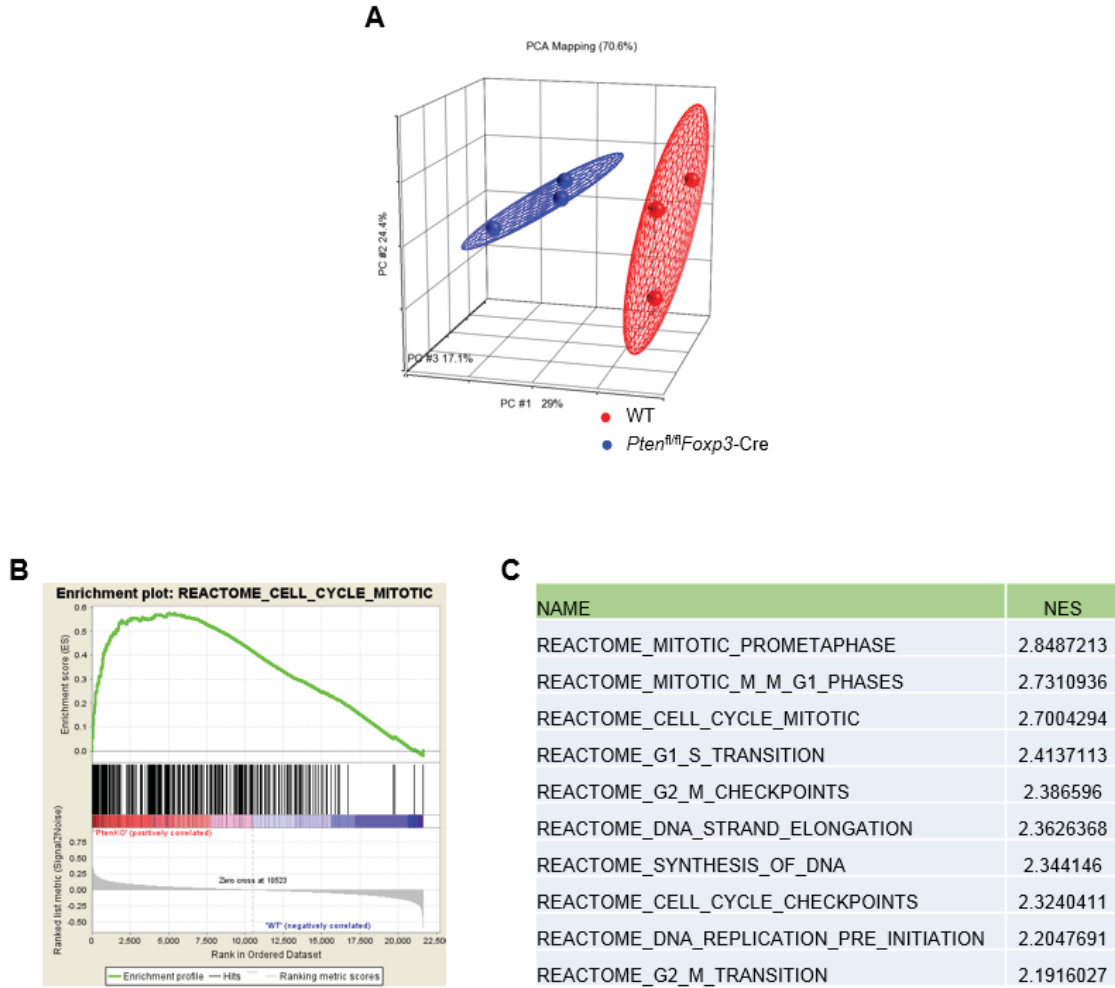 A
PCA Mapping (70.6%)
PC #2 24.4%
PC #3 17.1%
PC #1 29%
WT
Pten^fl/fl Foxp3-Cre
B
Enrichment plot: REACTOME_CELL_CYCLE_MITOTIC
Enrichment score (ES)
0.6
0.5
0.4
0.3
0.2
0.1
0.0
'PtenKO' (positively correlated)
Ranked list metric (Signal2Noise)
0.75
0.50
0.25
0.00
-0.25
-0.50
Zero cross at 10523
'WT' (negatively correlated)
0 2,500 5,000 7,500 10,000 12,500 15,000 17,500 20,000 22,500
Rank in Ordered Dataset
Enrichment profile Hits Ranking metric scores
C
NAME NES
REACTOME_MITOTIC_PROMETAPHASE 2.8487213
REACTOME_MITOTIC_M_M_G1_PHASES 2.7310936
REACTOME_CELL_CYCLE_MITOTIC 2.7004294
REACTOME_G1_S_TRANSITION 2.4137113
REACTOME_G2_M_CHECKPOINTS 2.386596
REACTOME_DNA_STRAND_ELONGATION 2.3626368
REACTOME_SYNTHESIS_OF_DNA 2.344146
REACTOME_CELL_CYCLE_CHECKPOINTS 2.3240411
REACTOME_DNA_REPLICATION_PRE_INITIATION 2.2047691
REACTOME_G2_M_TRANSITION 2.1916027